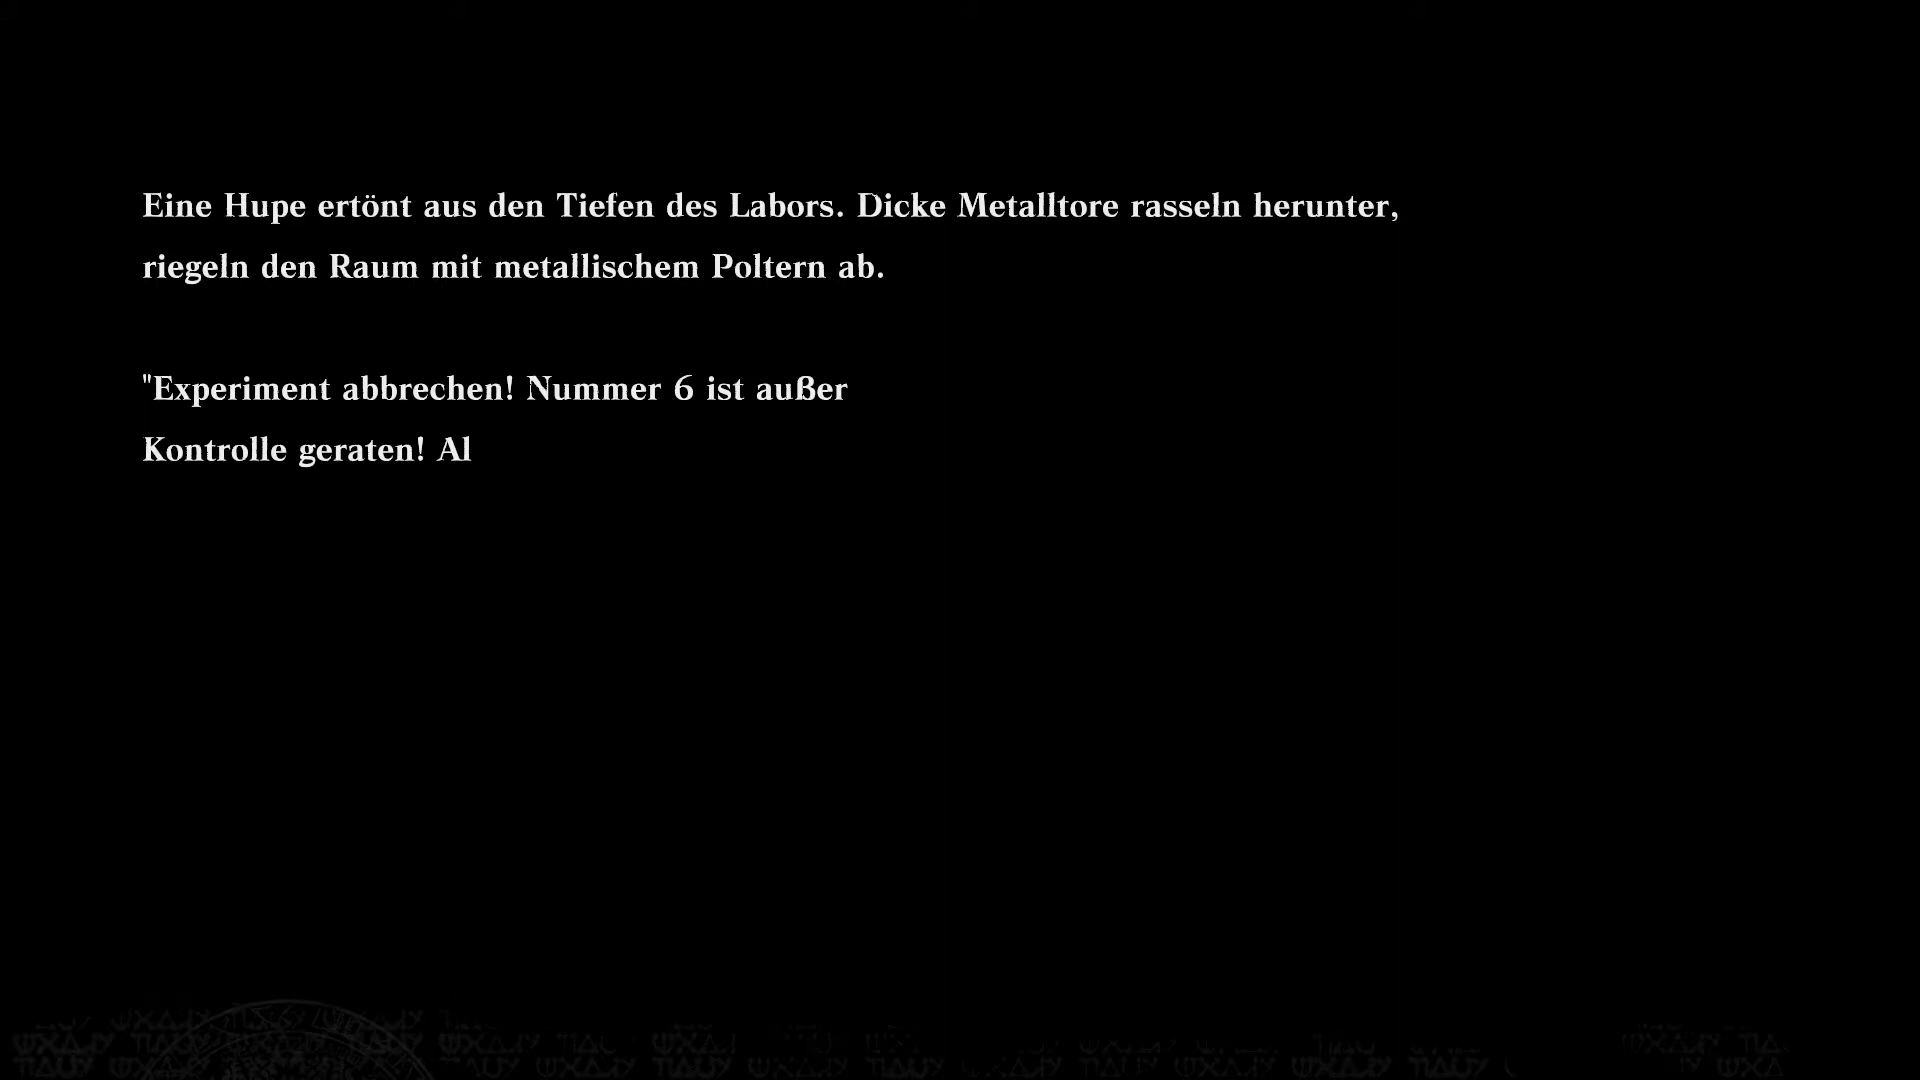 Eine Hupe ertönt aus den Tiefen des Labors. Dicke Metalltore rasseln herunter,
riegeln den Raum mit metallischem Poltern ab.
"Experiment abbrechen! Nummer 6 ist außer
Kontrolle geraten! Al